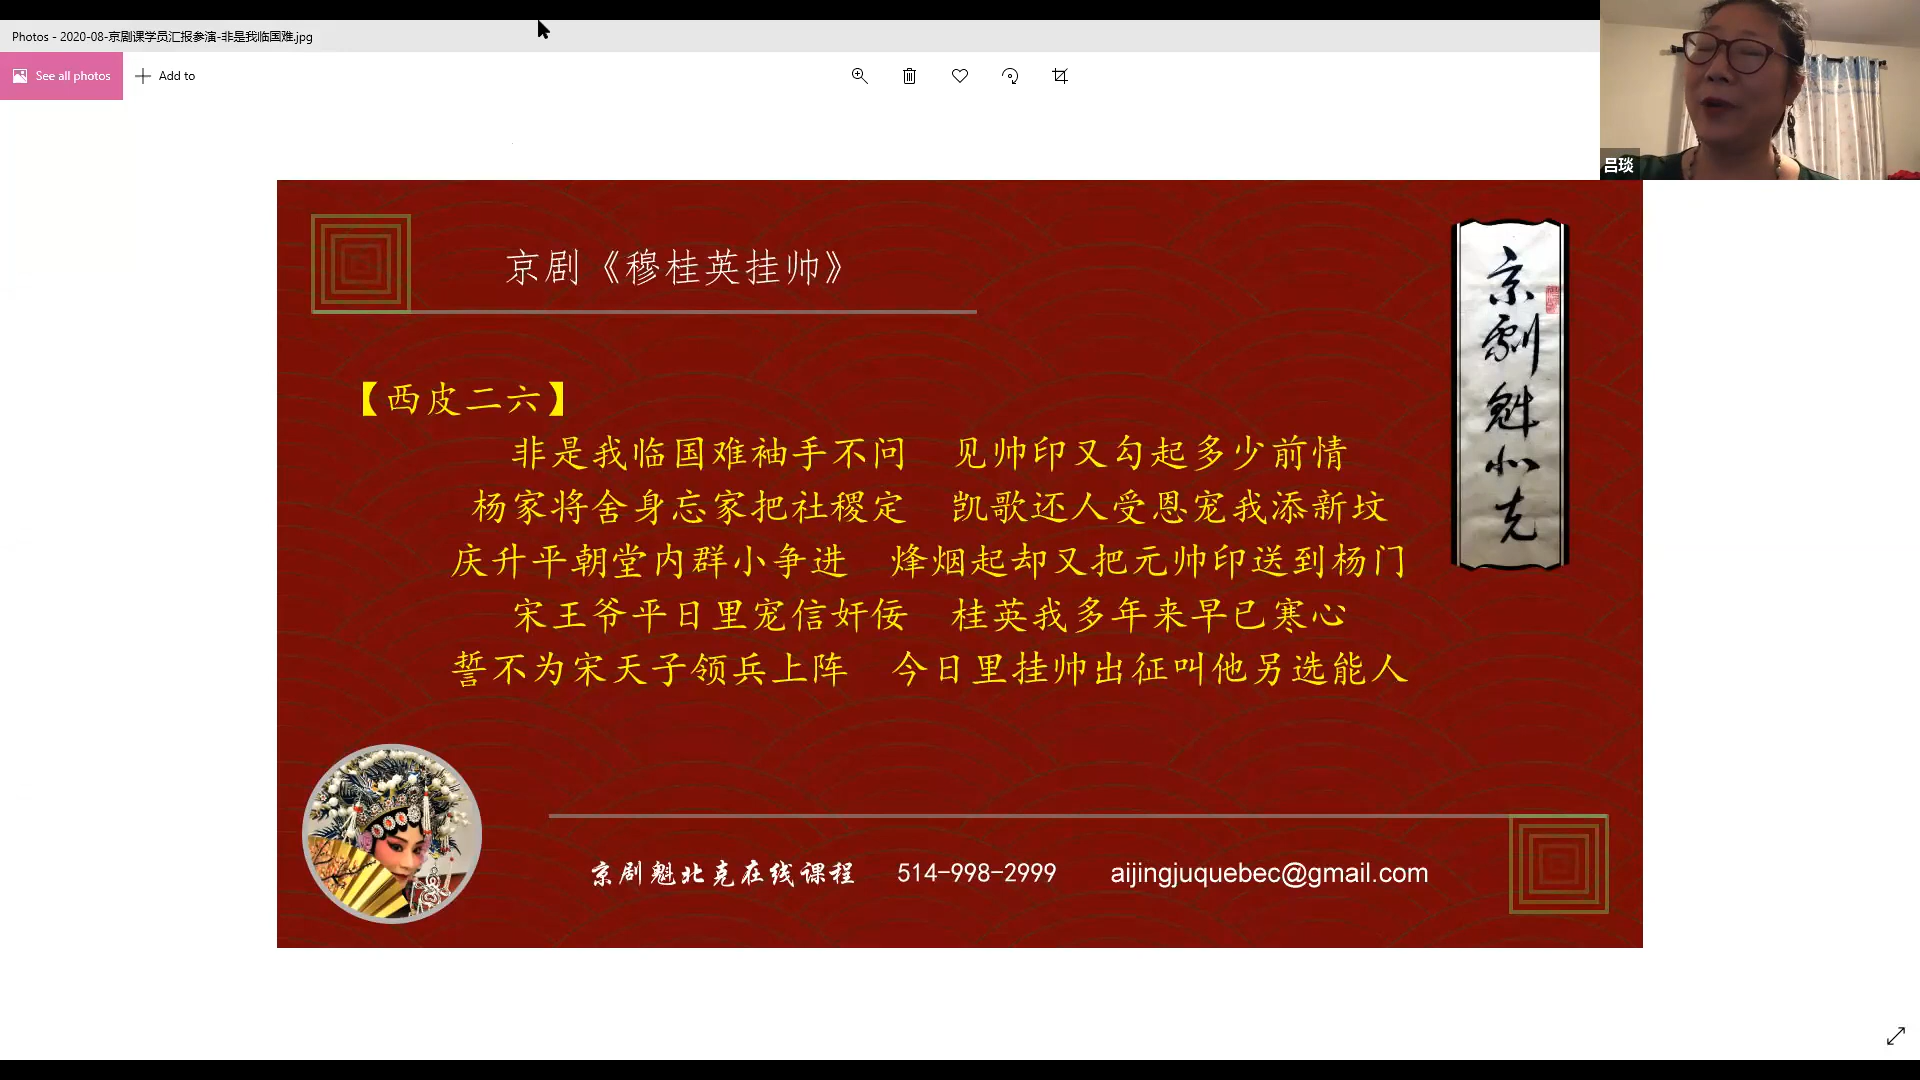 Photos - 2020-08-京剧课学员汇报参演-非是我临国难.jpg
See all photos
Add to
吕琰
京剧《穆桂英挂帅》
京劇魁北克
【西皮二六】
非是我临国难袖手不问 见帅印又勾起多少前情
杨家将舍身忘家把社稷定 凯歌还人受恩宠我添新坟
庆升平朝堂内群小争进 烽烟起却又把元帅印送到杨门
宋王爷平日里宠信奸佞 桂英我多年来早已寒心
誓不为宋天子领兵上阵 今日里挂帅出征叫他另选能人
京剧魁北克在线课程 514-998-2999 aijingjuquebec@gmail.com